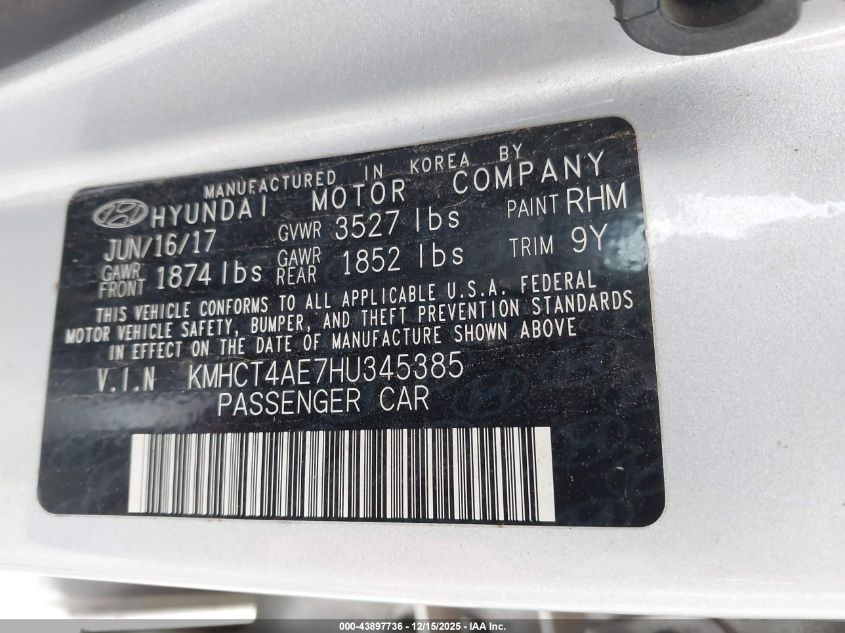 MANUFACTURED IN KOREA BY
HYUNDAI MOTOR COMPANY
JUN/16/17 GVWR 3527 lbs PAINT RHM
GAWR FRONT 1874 lbs GAWR REAR 1852 lbs TRIM 9Y
THIS VEHICLE CONFORMS TO ALL APPLICABLE U.S.A. FEDERAL
MOTOR VEHICLE SAFETY, BUMPER, AND THEFT PREVENTION STANDARDS
IN EFFECT ON THE DATE OF MANUFACTURE SHOWN ABOVE
V.I.N KMHCT4AE7HU345385
PASSENGER CAR
000-43897736 - 12/15/2025 - IAA Inc.